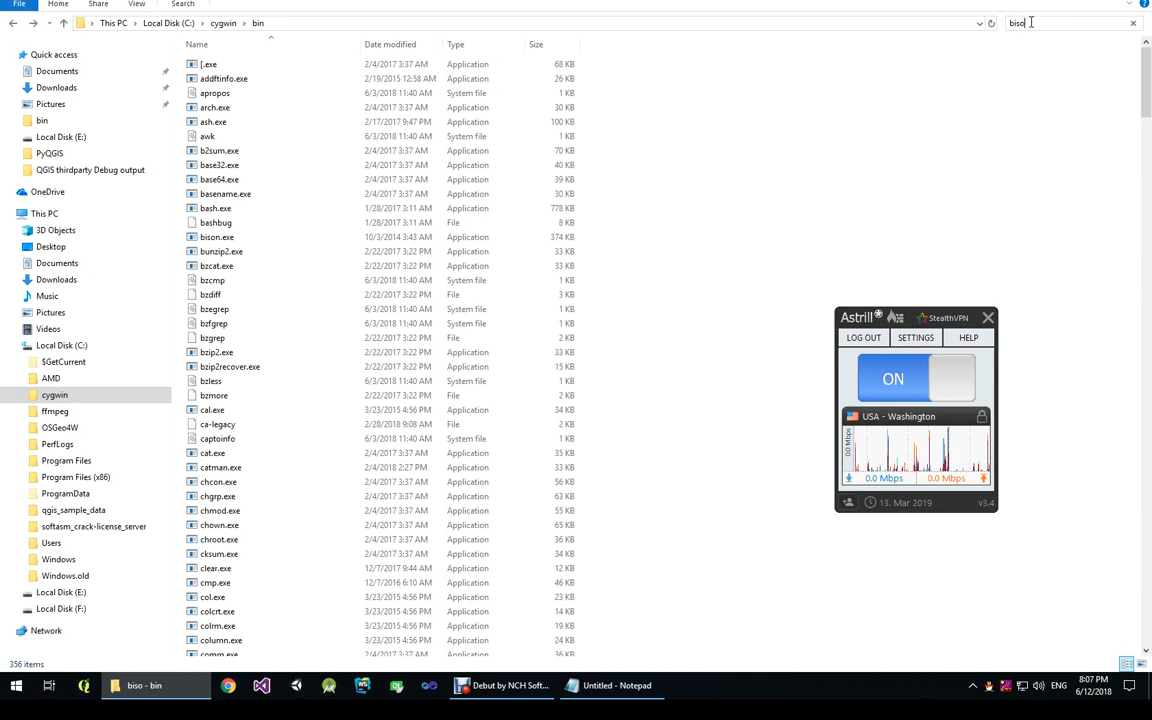 File Home Share Search
This PC Local Disk (C:) cygwin bin
biso
Quick access
Documents
Downloads
Pictures
bin
Local Disk (E:)
PyQGIS
QGIS thirdparty Debug output
OneDrive
This PC
3D Objects
Desktop
Documents
Downloads
Music
Pictures
Videos
Local Disk (C:)
$GetCurrent
AMD
cygwin
ffmpeg
OSGeo4W
PerfLogs
Program Files
Program Files (x86)
ProgramData
qgis_sample_data
softasm_crack-license_server
Users
Windows
Windows.old
Local Disk (E:)
Local Disk (F:)
Network
Name Date modified Type Size
[.exe 2/4/2017 3:37 AM Application 68 KB
addftinfo.exe 2/19/2015 12:58 AM Application 26 KB
apropos 6/3/2018 11:40 AM System file 1 KB
arch.exe 2/4/2017 3:37 AM Application 30 KB
ash.exe 2/17/2017 9:47 PM Application 100 KB
awk 6/3/2018 11:40 AM System file 1 KB
b2sum.exe 2/4/2017 3:37 AM Application 70 KB
base32.exe 2/4/2017 3:37 AM Application 40 KB
base64.exe 2/4/2017 3:37 AM Application 39 KB
basename.exe 2/4/2017 3:37 AM Application 30 KB
bash.exe 1/28/2017 3:11 AM Application 778 KB
bashbug 1/28/2017 3:11 AM File 8 KB
bison.exe 10/3/2014 3:43 AM Application 374 KB
bunzip2.exe 2/22/2017 3:22 PM Application 33 KB
bzcat.exe 2/22/2017 3:22 PM Application 33 KB
bzcmp 6/3/2018 11:40 AM System file 1 KB
bzdiff 2/22/2017 3:22 PM File 3 KB
bzegrep 6/3/2018 11:40 AM System file 1 KB
bzfgrep 6/3/2018 11:40 AM System file 1 KB
bzgrep 2/22/2017 3:22 PM File 2 KB
bzip2.exe 2/22/2017 3:22 PM Application 33 KB
bzip2recover.exe 2/22/2017 3:22 PM Application 15 KB
bzless 6/3/2018 11:40 AM System file 1 KB
bzmore 2/22/2017 3:22 PM File 2 KB
cal.exe 3/23/2015 4:56 PM Application 34 KB
ca-legacy 2/28/2018 9:08 AM File 2 KB
captoinfo 6/3/2018 11:40 AM System file 1 KB
cat.exe 2/4/2017 3:37 AM Application 35 KB
catman.exe 2/4/2018 2:27 PM Application 33 KB
chcon.exe 2/4/2017 3:37 AM Application 56 KB
chgrp.exe 2/4/2017 3:37 AM Application 63 KB
chmod.exe 2/4/2017 3:37 AM Application 55 KB
chown.exe 2/4/2017 3:37 AM Application 65 KB
chroot.exe 2/4/2017 3:37 AM Application 36 KB
cksum.exe 2/4/2017 3:37 AM Application 34 KB
clear.exe 12/7/2017 9:44 AM Application 12 KB
cmp.exe 12/7/2016 6:10 AM Application 46 KB
col.exe 3/23/2015 4:56 PM Application 23 KB
colcrt.exe 3/23/2015 4:56 PM Application 14 KB
colrm.exe 3/23/2015 4:56 PM Application 19 KB
column.exe 3/23/2015 4:56 PM Application 24 KB
comm.exe 2/4/2017 3:37 AM Application 36 KB
Astrill StealthVPN
LOG OUT SETTINGS HELP
ON
USA - Washington
0.0 Mbps
0.0 Mbps 0.0 Mbps
13. Mar 2019 v3.4
356 items
biso - bin
Debut by NCH Soft...
Untitled - Notepad
ENG
8:07 PM
6/12/2018